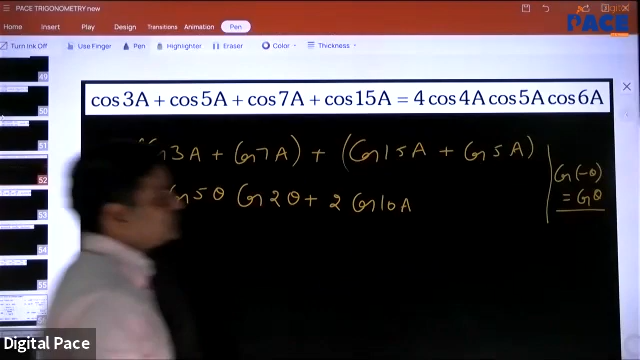 PACE TRIGONOMETRY new
Home Insert Play Design Transitions Animation Pen
digital
PACE
Turn Ink Off Use Finger Pen Highlighter Eraser Color Thickness
49
50
51
52
53
54
55
cos 3A + cos 5A + cos 7A + cos 15A = 4 cos 4A cos 5A cos 6A
3A + Cos 7A) + (Cos 15A + Cos 5A)
Cos (-θ)
= Cos θ
5θ Cos 2θ + 2 Cos 10A
Digital Pace